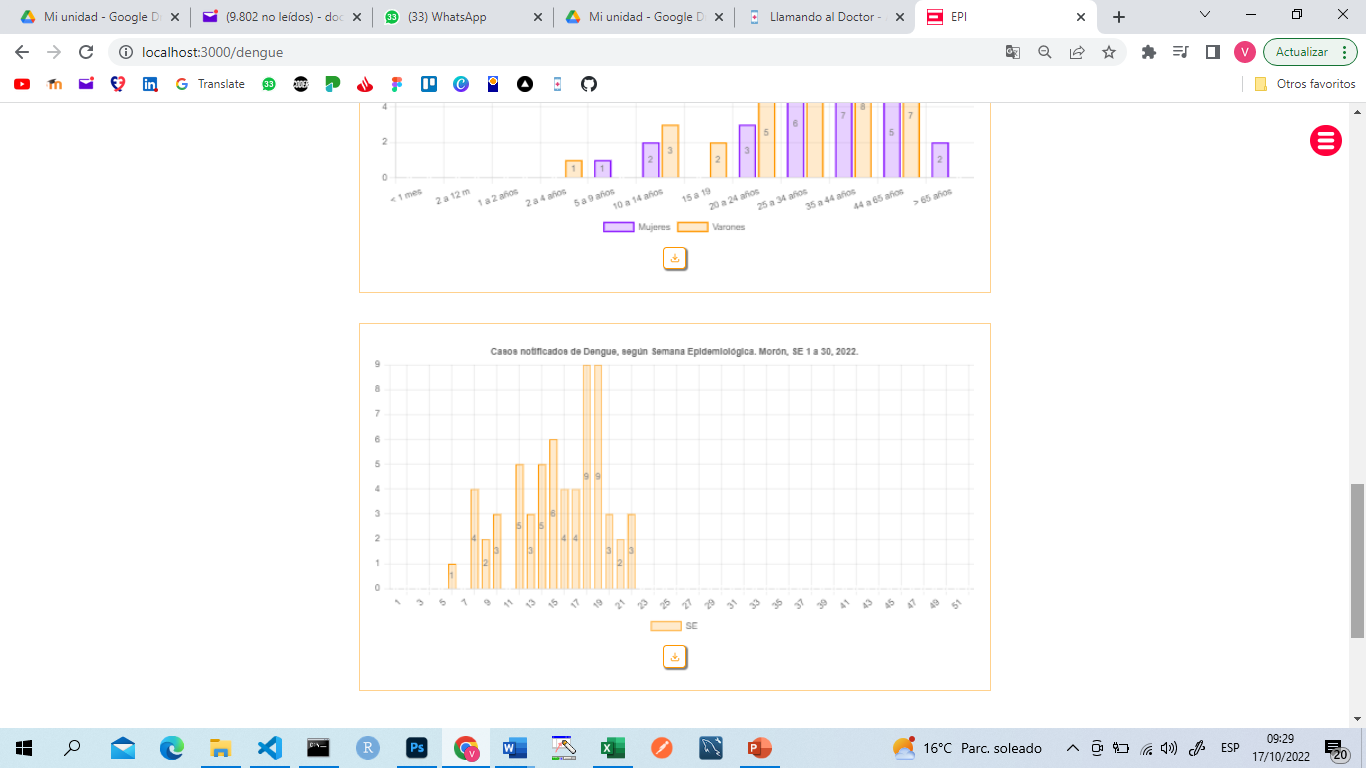 Mi unidad - Google D
(9.802 no leídos) - doc
(33) WhatsApp
Mi unidad - Google D
Llamando al Doctor -
EPI
localhost:3000/dengue
V
Actualizar
Translate
33
Otros favoritos
4
2
0
1
1
2
3
2
3
5
6
7
8
5
7
2
< 1 mes
2 a 12 m
1 a 2 años
2 a 4 años
5 a 9 años
10 a 14 años
15 a 19
20 a 24 años
25 a 34 años
35 a 44 años
44 a 65 años
> 65 años
Mujeres
Varones
Casos notificados de Dengue, según Semana Epidemiológica. Morón, SE 1 a 30, 2022.
9
8
7
6
5
4
3
2
1
0
1
4
2
3
5
3
5
6
4
4
9
9
3
2
3
1
3
5
7
9
11
13
15
17
19
21
23
25
27
29
31
33
35
37
39
41
43
45
47
49
51
SE
R
Ps
V
W
X
P
16°C Parc. soleado
ESP
09:29
17/10/2022
20